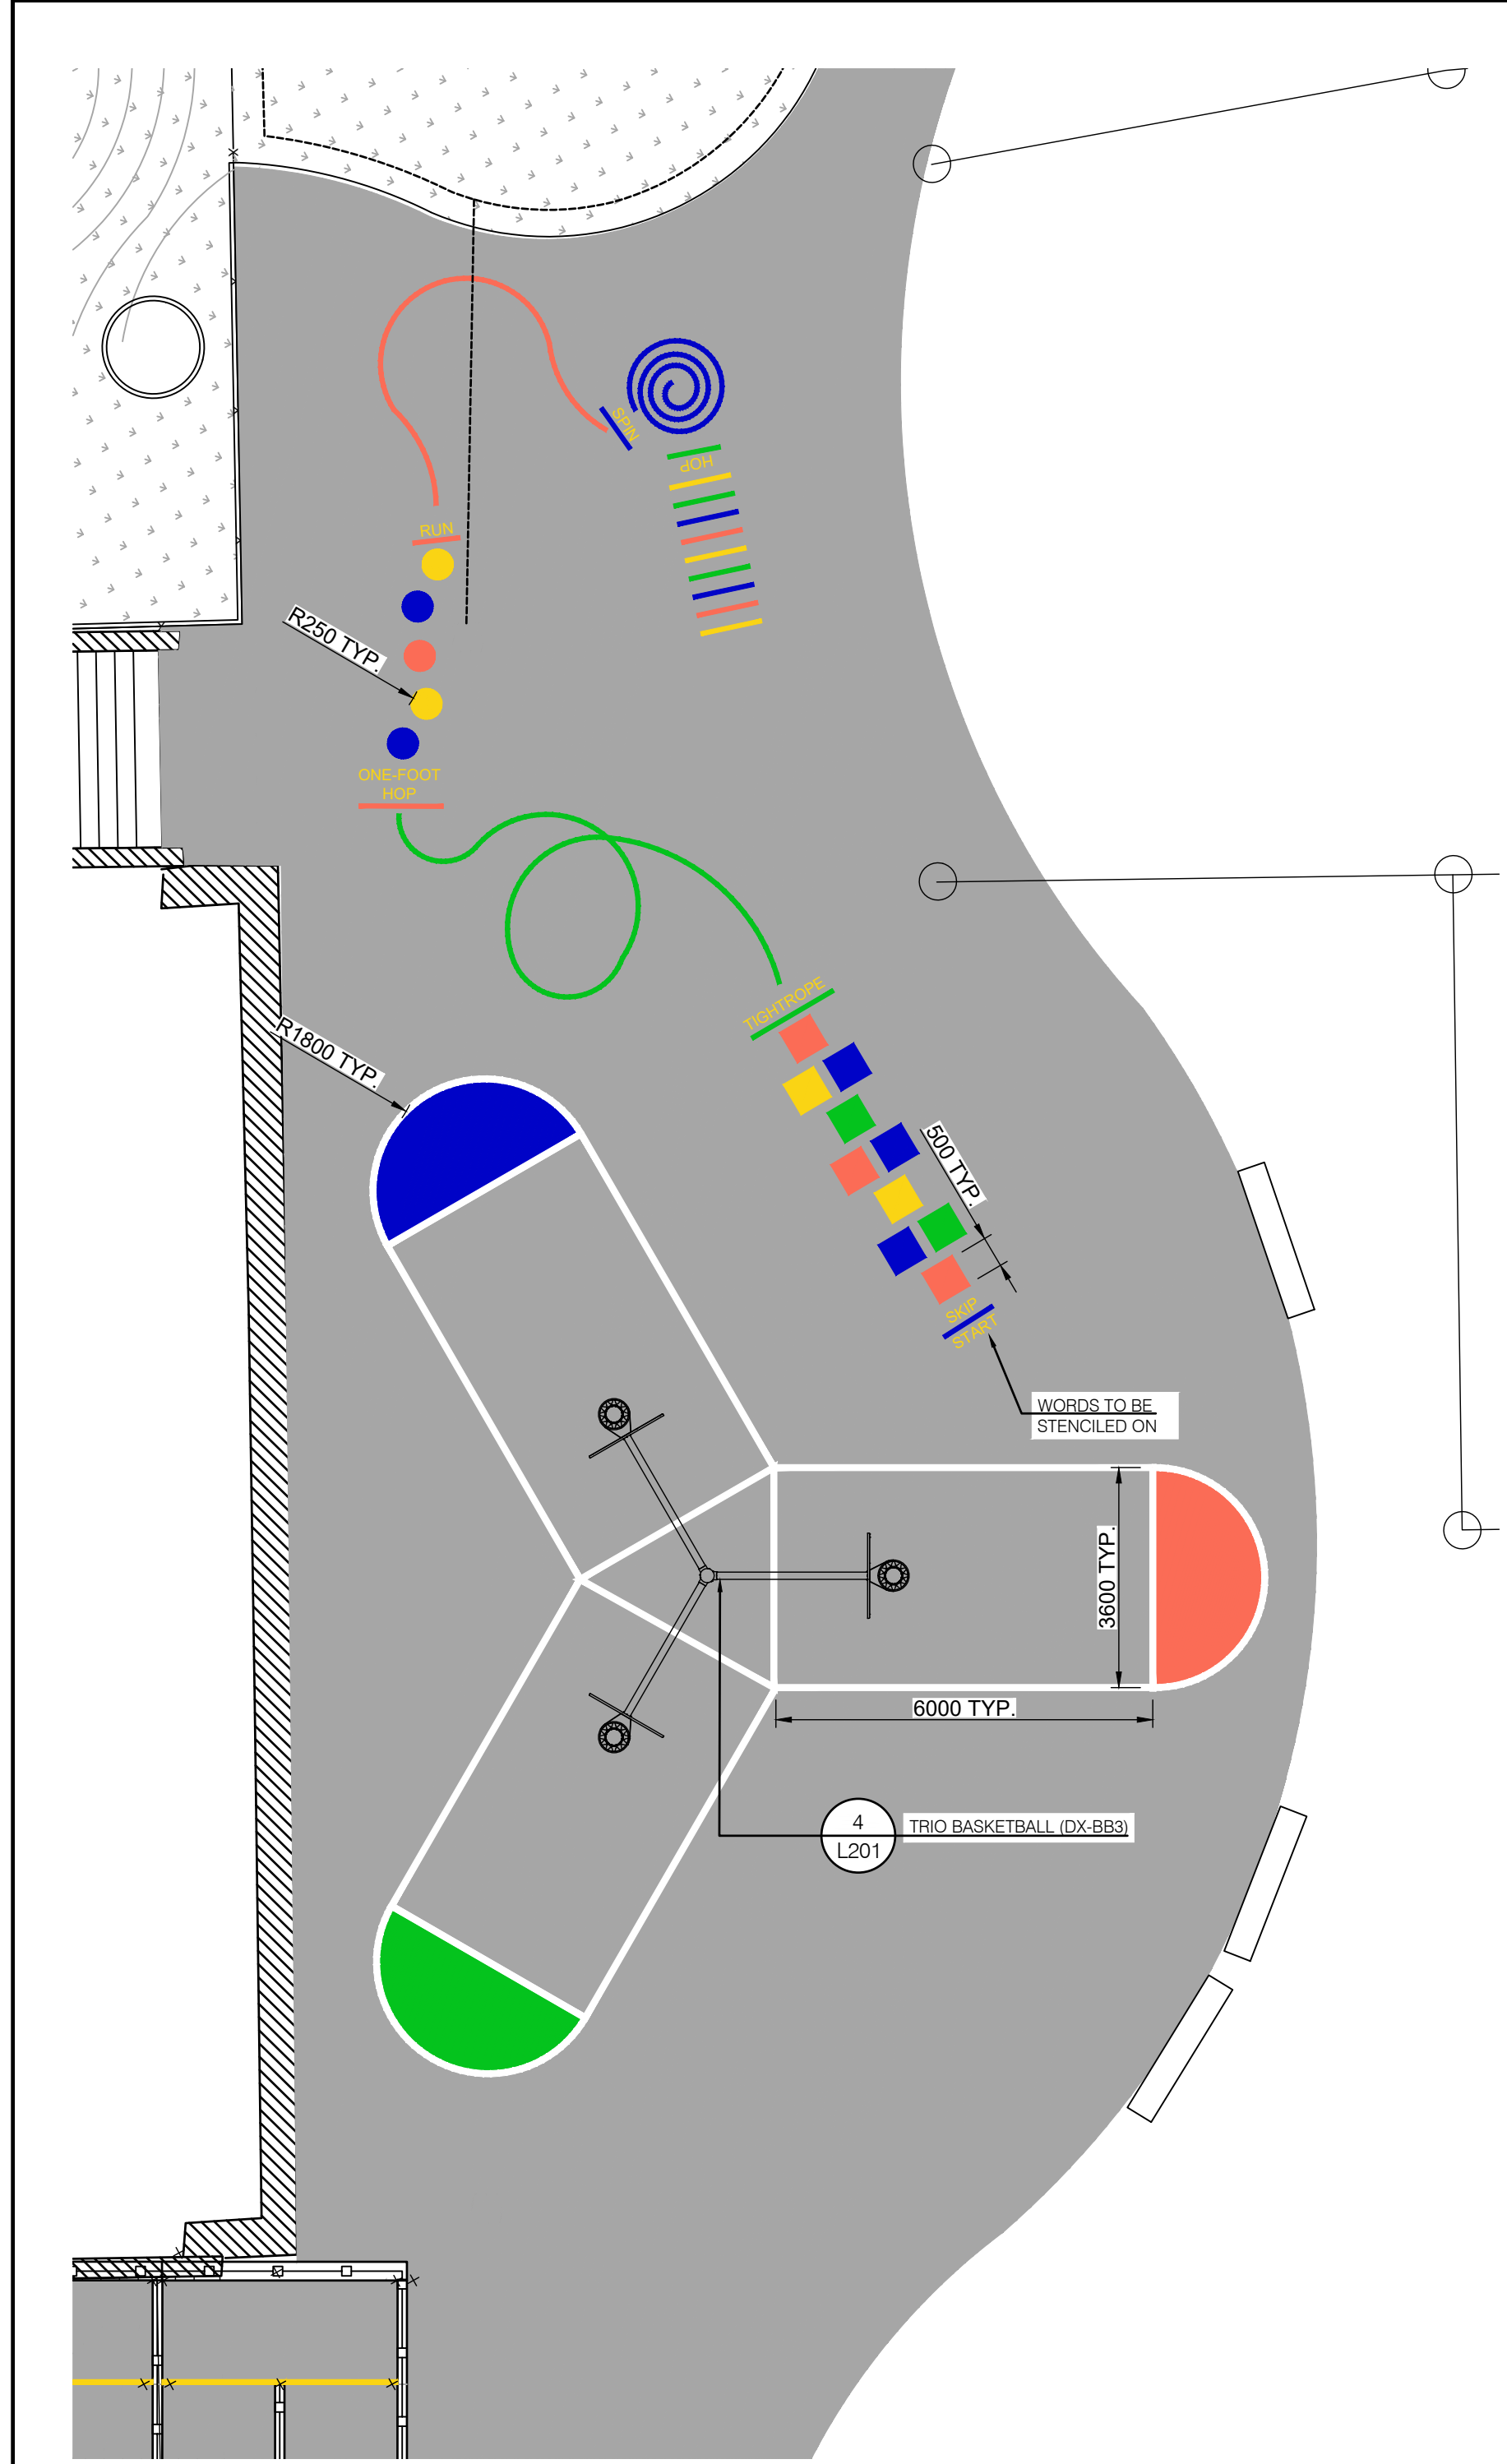 SPIN
HOP
RUN
R250 TYP.
ONE-FOOT
HOP
TIGHTROPE
R1800 TYP.
500 TYP.
SKIP
START
WORDS TO BE
STENCILED ON
3600 TYP.
6000 TYP.
4
L201
TRIO BASKETBALL (DX-BB3)